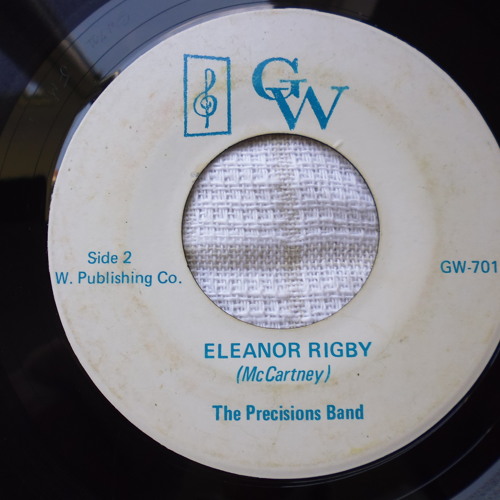 GW
Side 2
W. Publishing Co.
GW-701
ELEANOR RIGBY
(McCartney)
The Precisions Band